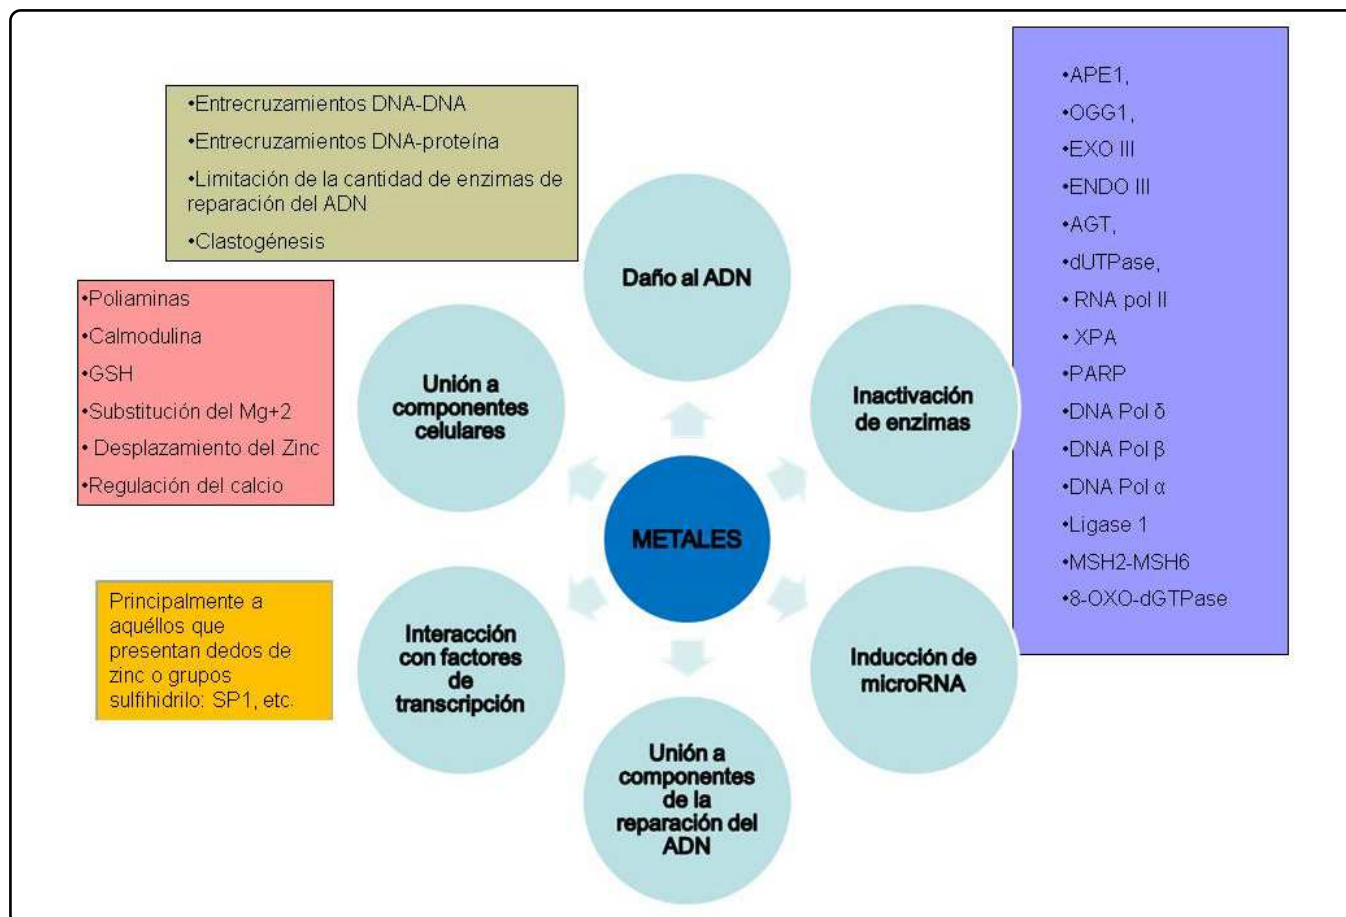 •Entrecruzamientos DNA-DNA
•Entrecruzamientos DNA-proteína
•Limitación de la cantidad de enzimas de
reparación del ADN
•Clastogénesis
Daño al ADN
•APE1,
•OGG1,
•EXO III
•ENDO III
•AGT,
•dUTPase,
• RNA pol II
• XPA
•PARP
•DNA Pol δ
•DNA Pol β
•DNA Pol α
•Ligase 1
•MSH2-MSH6
•8-OXO-dGTPase
Inactivación
de enzimas
•Poliaminas
•Calmodulina
•GSH
•Substitución del Mg+2
• Desplazamiento del Zinc
•Regulación del calcio
Unión a
componentes
celulares
METALES
Principalmente a
aquéllos que
presentan dedos de
zinc o grupos
sulfihidrilo: SP1, etc.
Interacción
con factores
de
transcripción
Inducción de
microRNA
Unión a
componentes
de la
reparación del
ADN